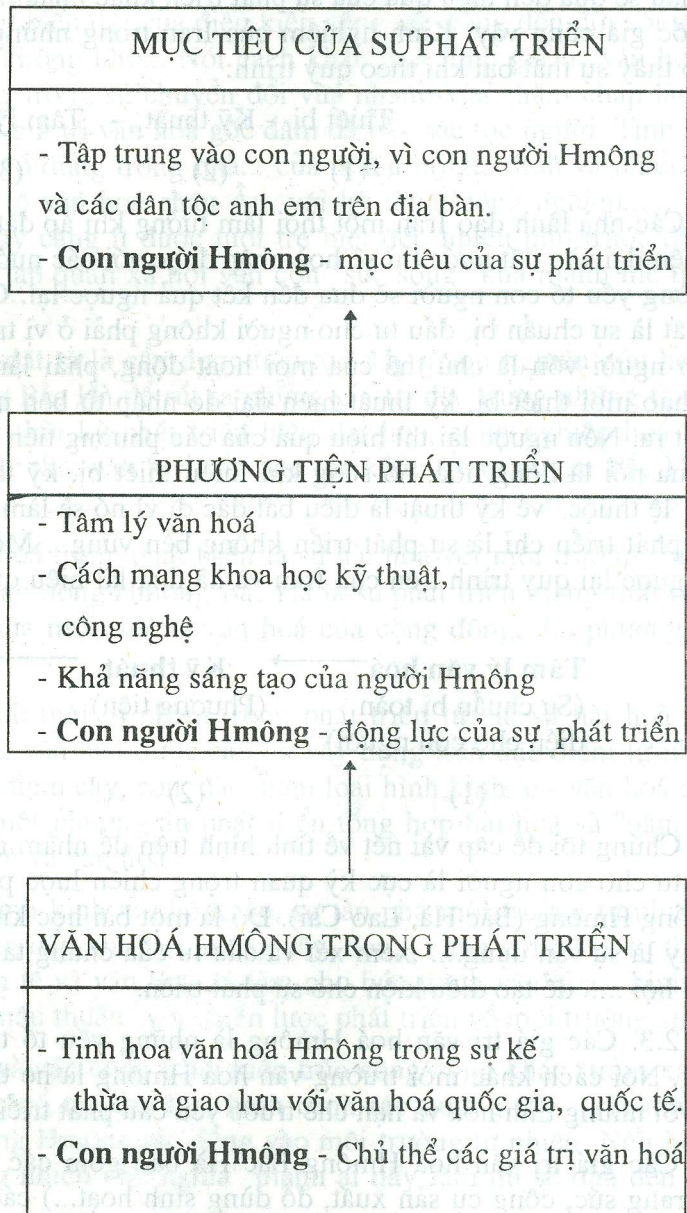 MỤC TIÊU CỦA SỰ PHÁT TRIỂN
- Tập trung vào con người, vì con người Hmông
và các dân tộc anh em trên địa bàn.
- Con người Hmông - mục tiêu của sự phát triển
PHƯƠNG TIỆN PHÁT TRIỂN
- Tâm lý văn hoá
- Cách mạng khoa học kỹ thuật,
công nghệ
- Khả năng sáng tạo của người Hmông
- Con người Hmông - động lực của sự phát triển
VĂN HOÁ HMÔNG TRONG PHÁT TRIỂN
- Tinh hoa văn hoá Hmông trong sự kế
thừa và giao lưu với văn hoá quốc gia, quốc tế.
- Con người Hmông - Chủ thể các giá trị văn hoá